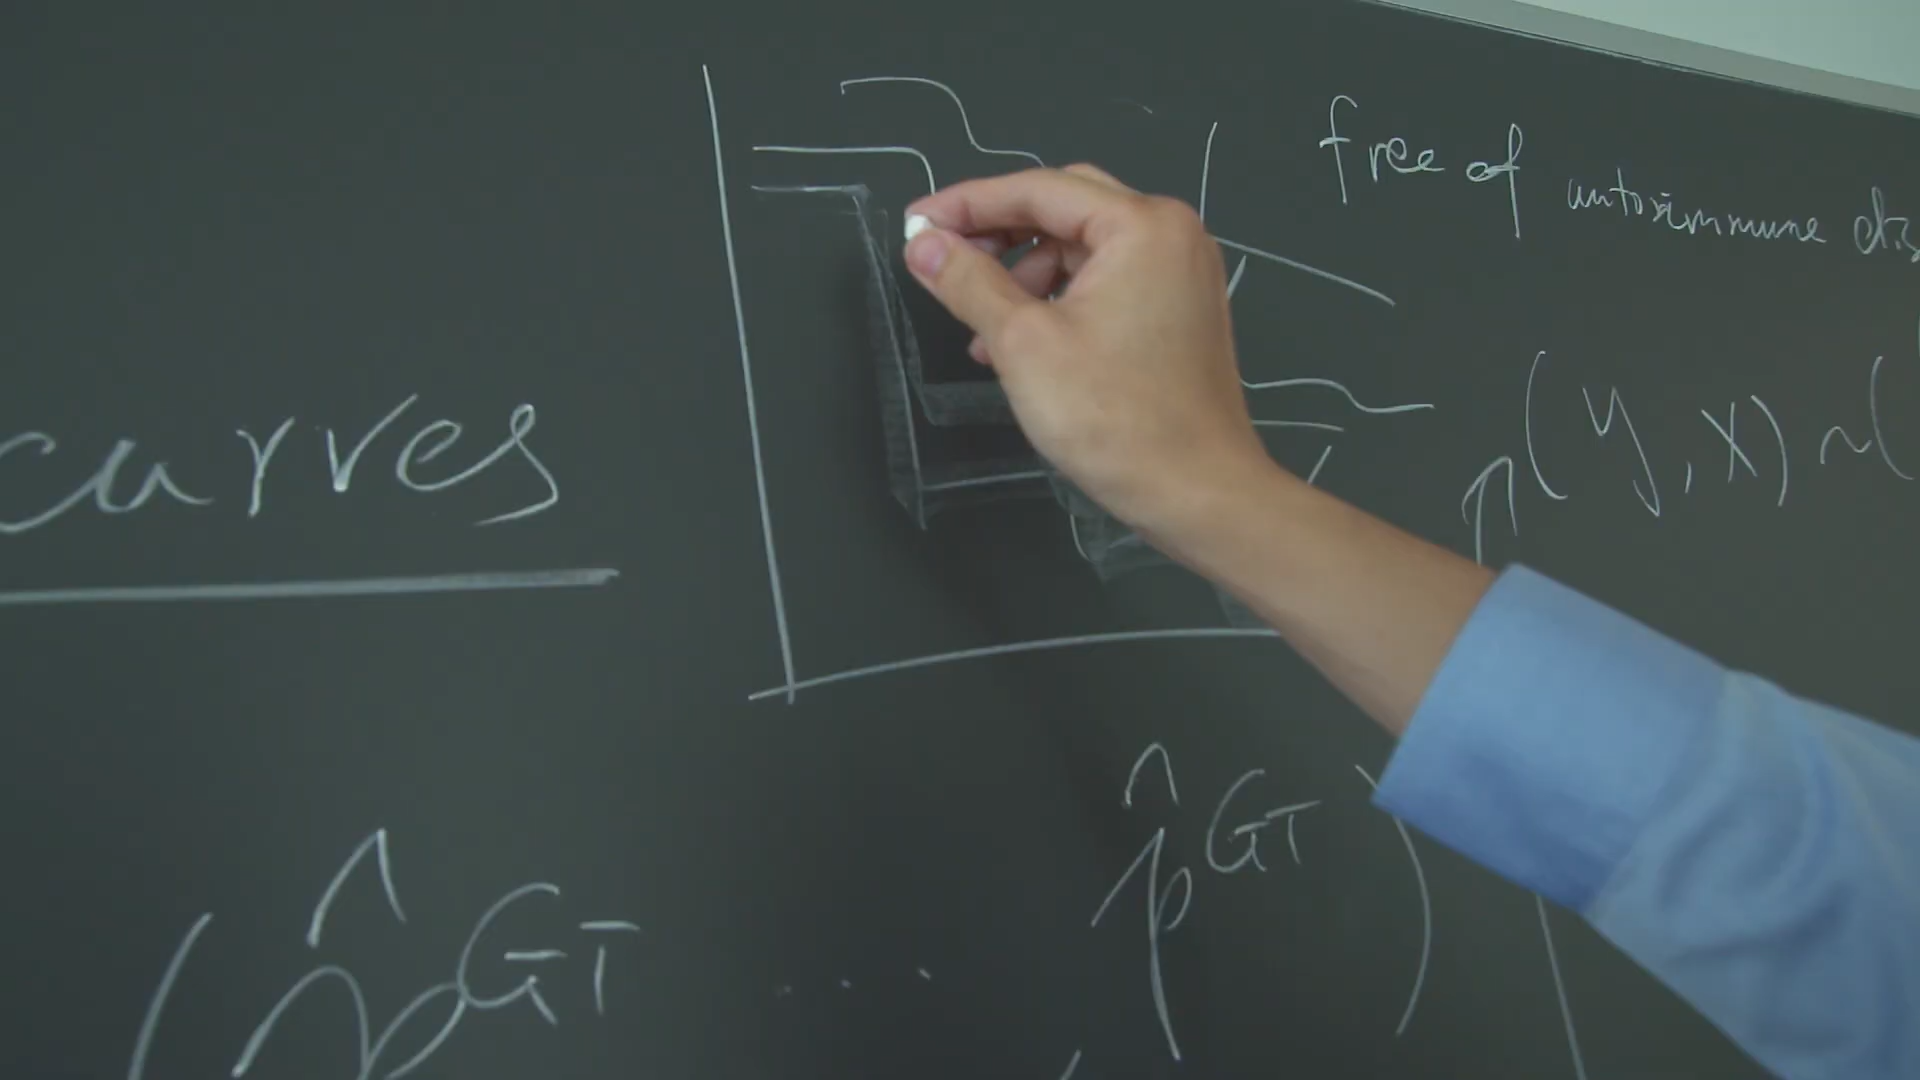 free of autoimmune dis
curves
(y, x) ~ (
(p̂^GT ... , p̂^GT)